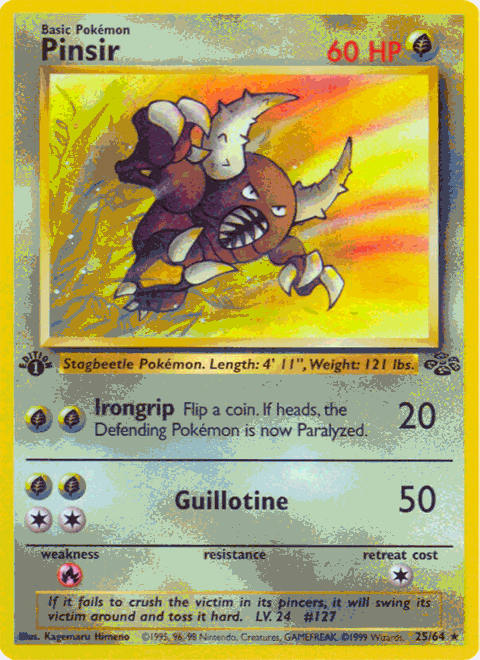 Basic Pokémon
Pinsir
60 HP
EDITION
1
Stagbeetle Pokémon. Length: 4' 11", Weight: 121 lbs.
Irongrip Flip a coin. If heads, the
Defending Pokémon is now Paralyzed.
20
Guillotine
50
weakness resistance retreat cost
If it fails to crush the victim in its pincers, it will swing its
victim around and toss it hard. LV. 24 #127
Illus. Kagemaru Himeno ©1995, 96, 98 Nintendo, Creatures, GAMEFREAK. ©1999 Wizards. 25/64 ★